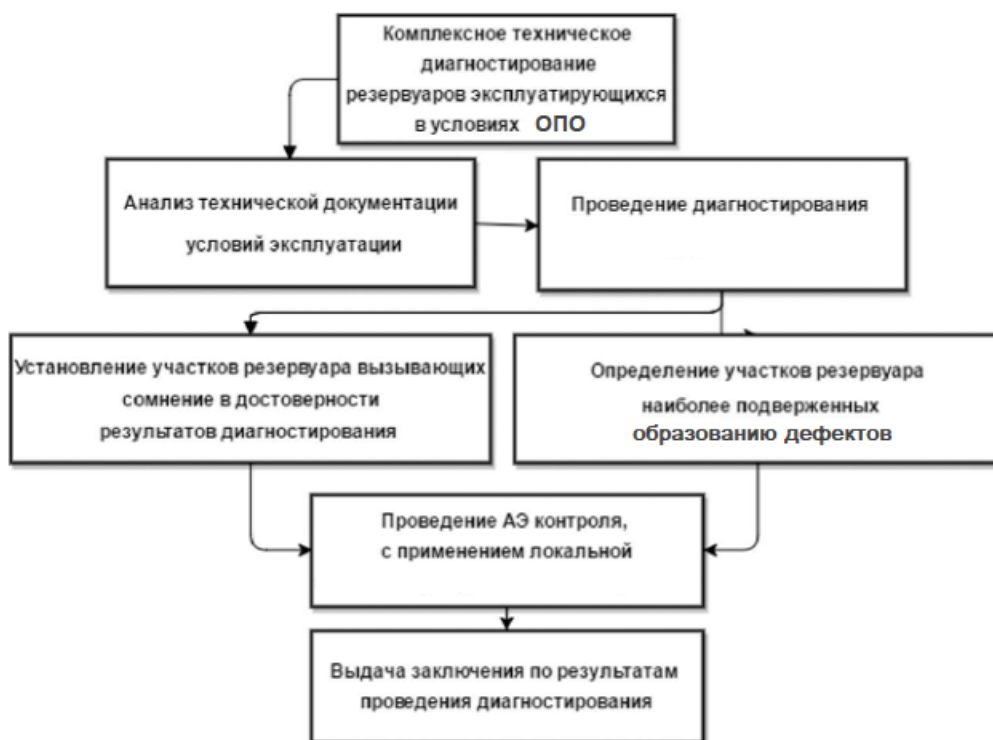 Комплексное техническое
диагностирование
резервуаров эксплуатирующихся
в условиях ОПО
Анализ технической документации
условий эксплуатации
Проведение диагностирования
Установление участков резервуара вызывающих
сомнение в достоверности
результатов диагностирования
Определение участков резервуара
наиболее подверженных
образованию дефектов
Проведение АЭ контроля,
с применением локальной
Выдача заключения по результатам
проведения диагностирования